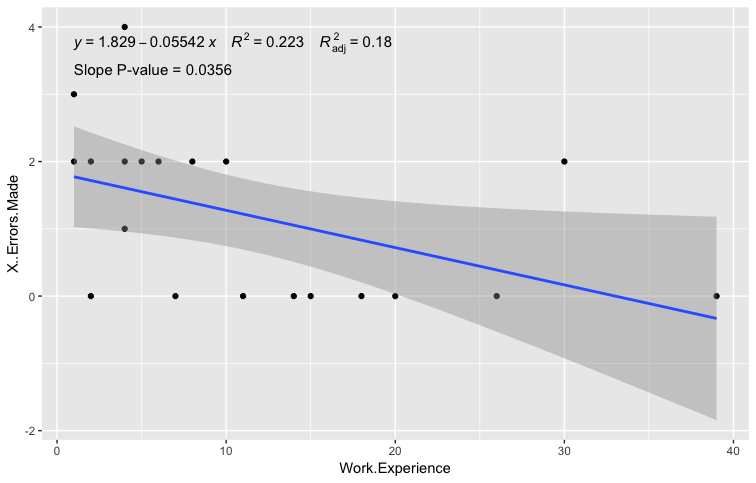 4
y = 1.829 – 0.05542 x R² = 0.223 R²adj = 0.18
Slope P-value = 0.0356
2
0
-2
X..Errors.Made
0 10 20 30 40
Work.Experience